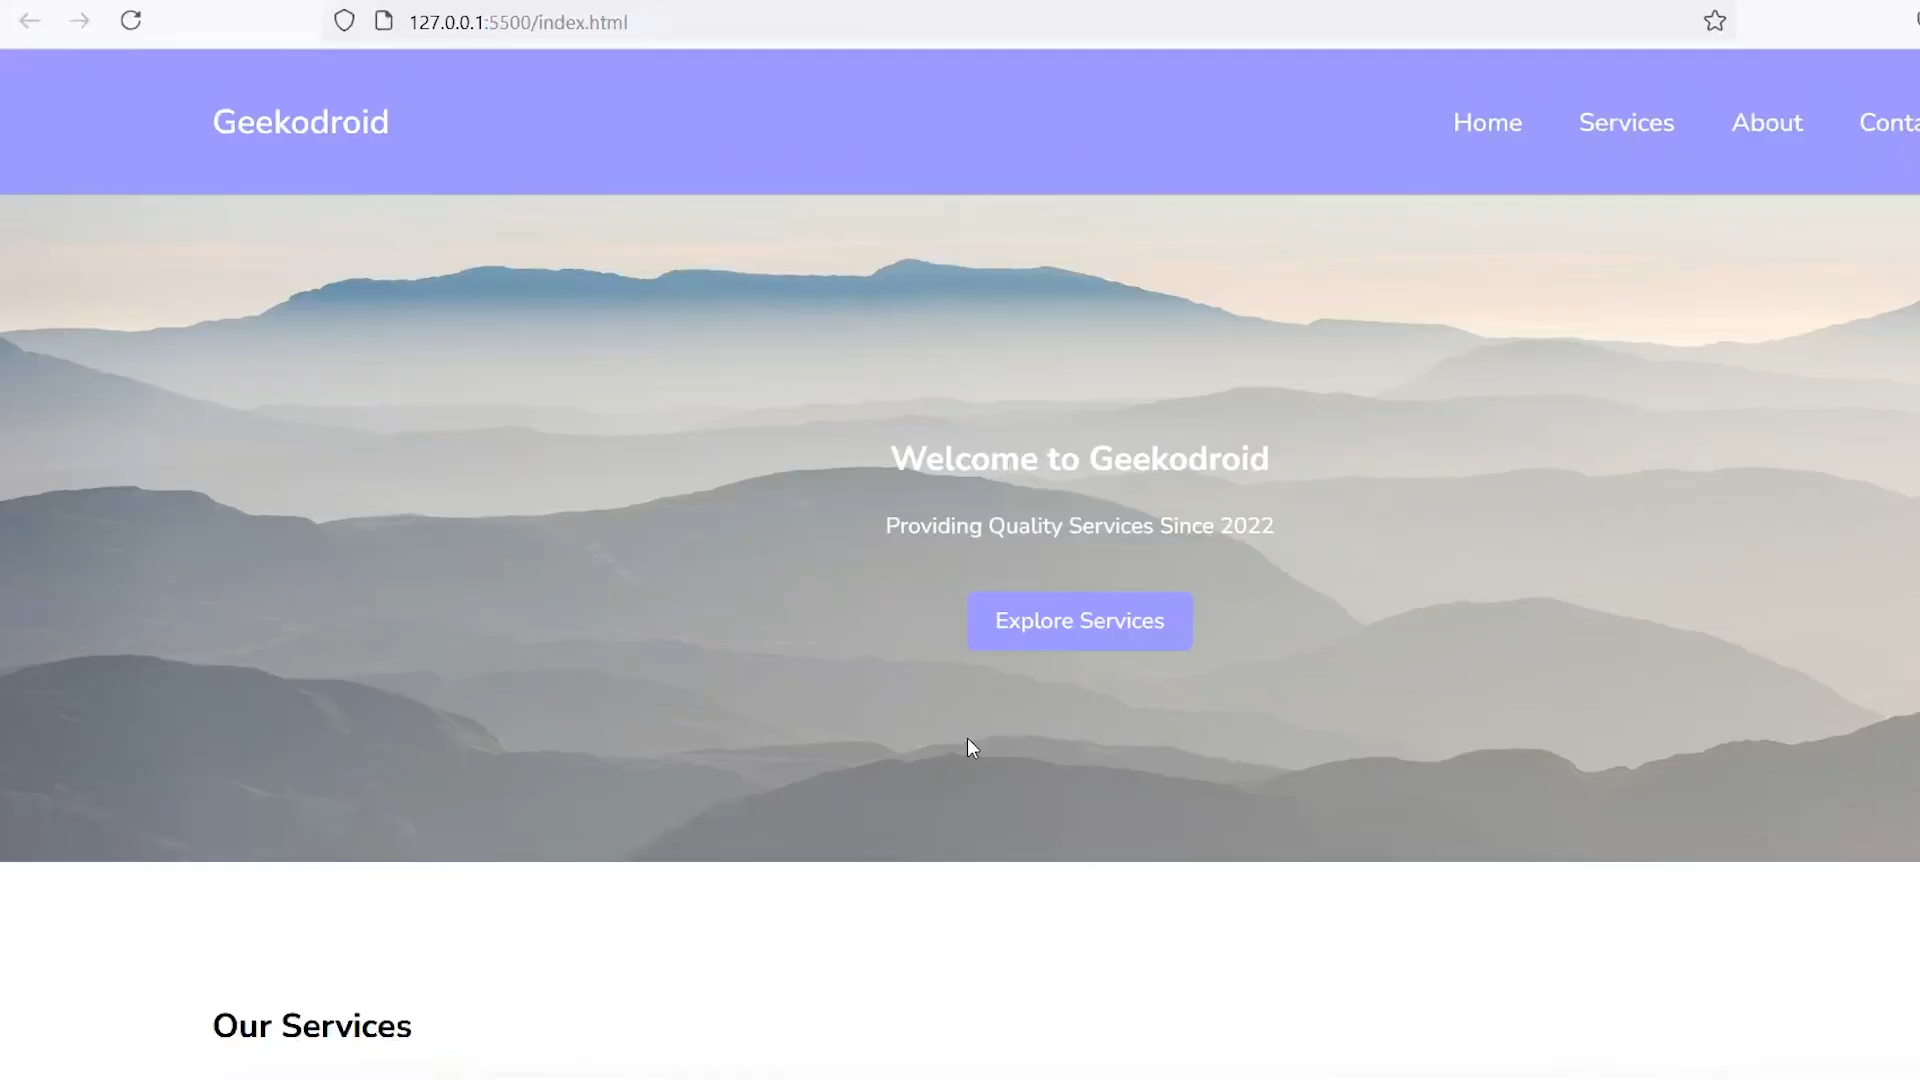 127.0.0.1:5500/index.html
Geekodroid
Home Services About
Welcome to Geekodroid
Providing Quality Services Since 2022
Explore Services
Our Services